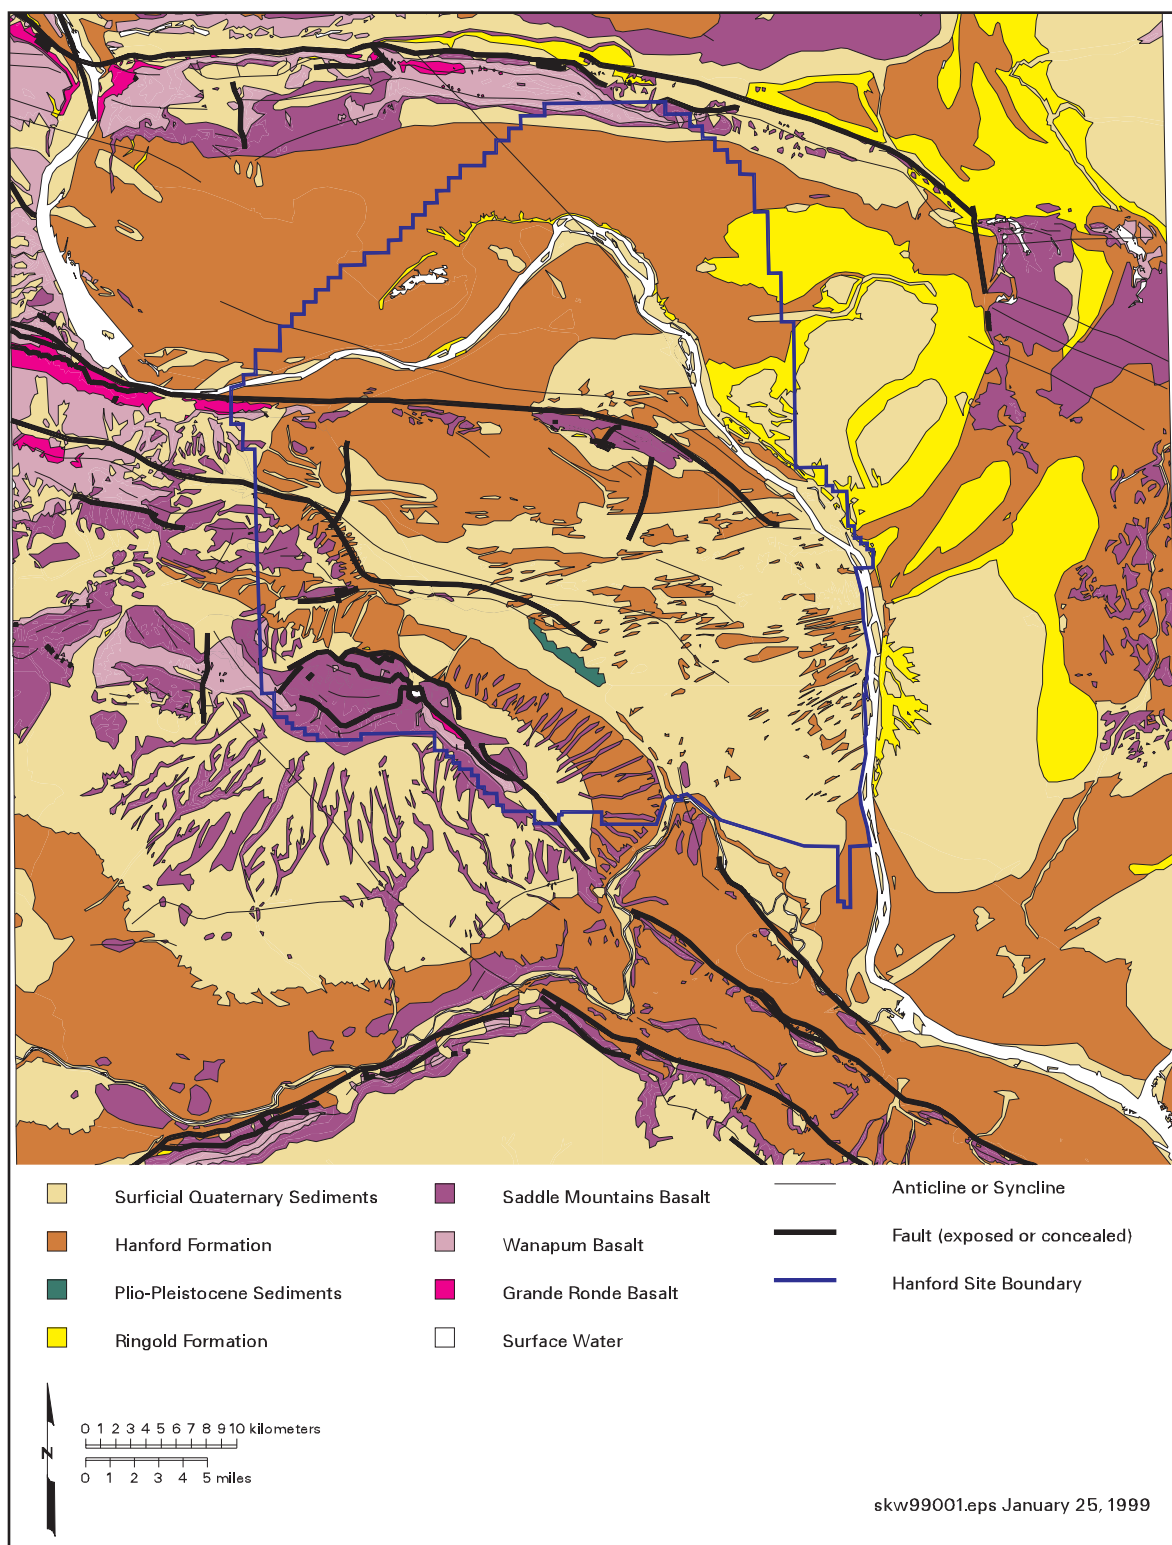 Surficial Quaternary Sediments
Hanford Formation
Plio-Pleistocene Sediments
Ringold Formation
Saddle Mountains Basalt
Wanapum Basalt
Grande Ronde Basalt
Surface Water
Anticline or Syncline
Fault (exposed or concealed)
Hanford Site Boundary
N
0 1 2 3 4 5 6 7 8 9 10 kilometers
0 1 2 3 4 5 miles
skw99001.eps January 25, 1999